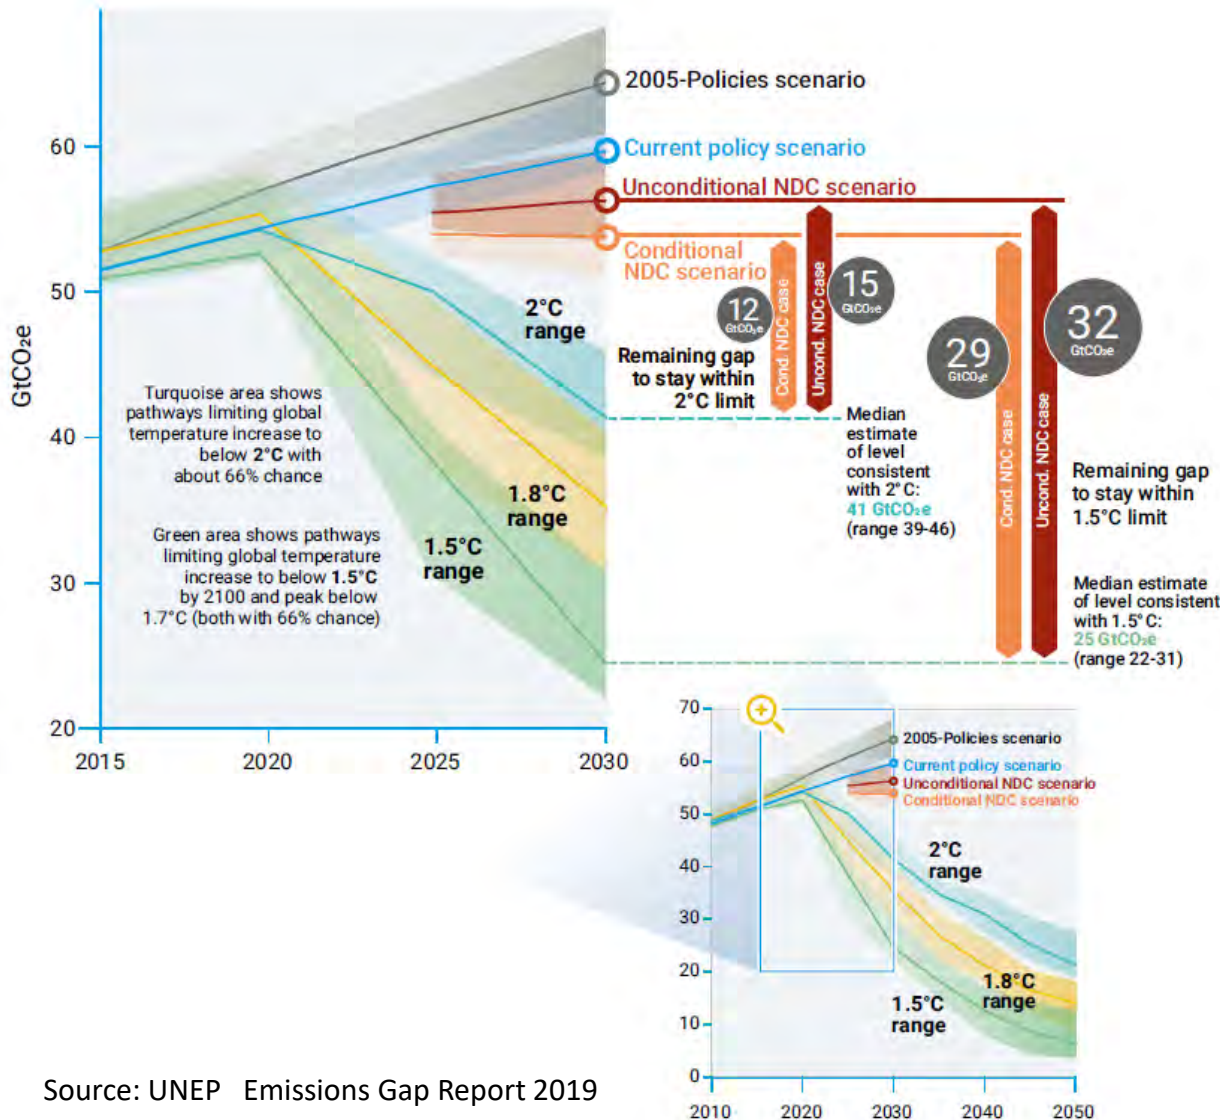 2005-Policies scenario
60
Current policy scenario
Unconditional NDC scenario
Conditional
NDC scenario
50
GtCO₂e
2°C
range
12
GtCO₂e
15
GtCO₂e
Cond. NDC case
Uncond. NDC case
29
GtCO₂e
32
GtCO₂e
Cond. NDC case
Uncond. NDC case
Remaining gap
to stay within
2°C limit
Turquoise area shows
pathways limiting global
temperature increase to
below 2°C with
about 66% chance
40
Median
estimate
of level
consistent
with 2°C:
41 GtCO₂e
(range 39-46)
Remaining gap
to stay within
1.5°C limit
1.8°C
range
1.5°C
range
Green area shows pathways
limiting global temperature
increase to below 1.5°C
by 2100 and peak below
1.7°C (both with 66% chance)
30
Median estimate
of level consistent
with 1.5°C:
25 GtCO₂e
(range 22-31)
20
2015 2020 2025 2030
70
2005-Policies scenario
60
Current policy scenario
Unconditional NDC scenario
Conditional NDC scenario
50
2°C
range
40
30
20
1.8°C
range
1.5°C
range
10
0
2010 2020 2030 2040 2050
Source: UNEP Emissions Gap Report 2019